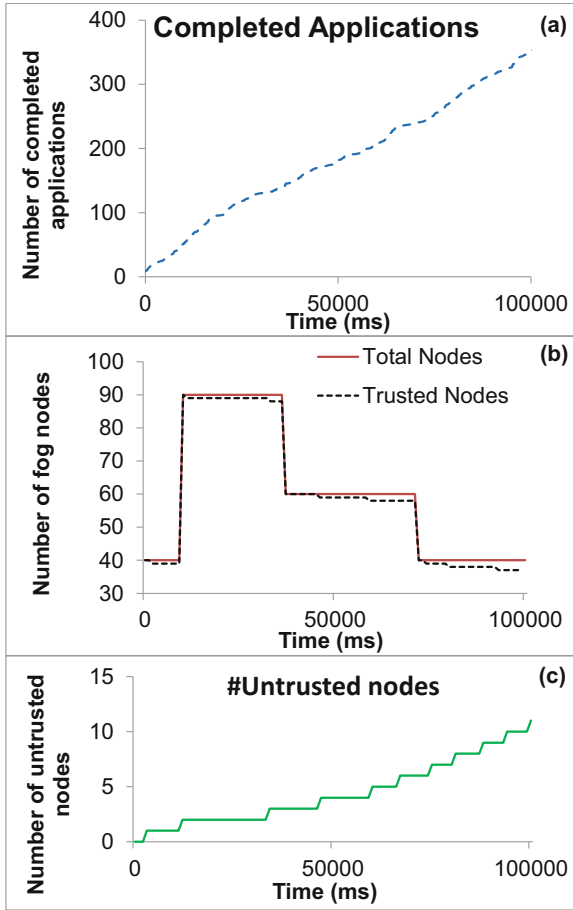 Completed Applications
(a)
Number of completed
applications
400
300
200
100
0
0
50000
100000
Time (ms)
(b)
Total Nodes
Trusted Nodes
Number of fog nodes
100
90
80
70
60
50
40
30
0
50000
100000
Time (ms)
#Untrusted nodes
(c)
Number of untrusted
nodes
15
10
5
0
0
50000
100000
Time (ms)